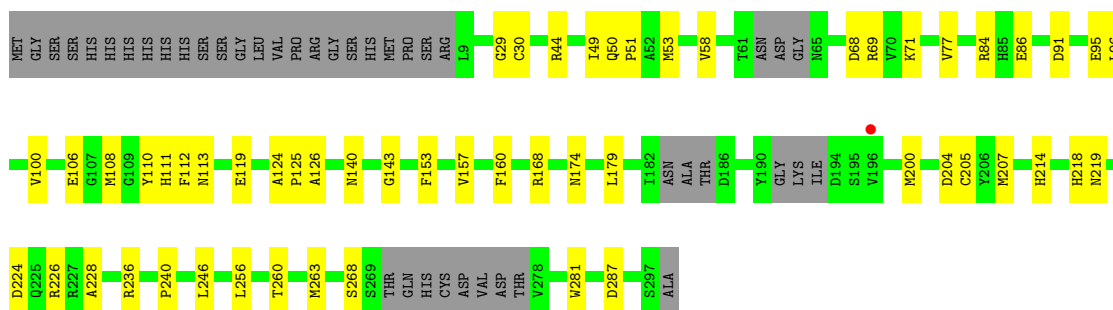 MET GLY SER SER HIS HIS HIS HIS HIS HIS SER SER GLY LEU VAL PRO ARG GLY SER HIS MET PRO SER ARG L9 G29 C30 R44 I49 Q50 P51 A52 M53 V58 T61 ASN ASP GLY N65 D68 R69 V70 K71 V77 R84 H85 E86 D91 E95
V100 E106 G107 M108 G109 Y110 H111 F112 N113 E119 A124 P125 A126 N140 G143 F153 V157 F160 R168 N174 L179 I182 ASN ALA THR D186 Y190 GLY LYS ILE D194 S195 V196 M200 D204 C205 Y206 M207 H214 H218 N219
D224 Q225 R226 R227 A228 R236 P240 L246 L256 T260 M263 S268 S269 THR GLN HIS CYS ASP VAL ASP THR V278 W281 D287 S297 ALA